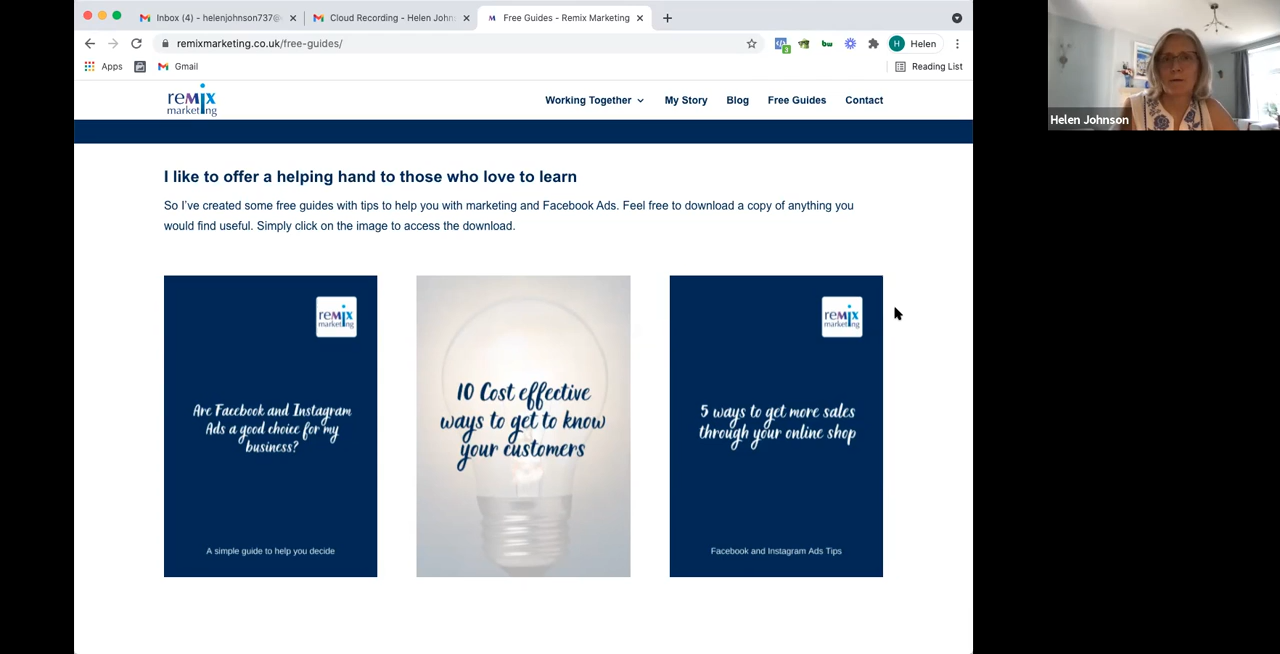 Inbox (4) - helenjohnson737@
Cloud Recording - Helen John
Free Guides - Remix Marketing
remixmarketing.co.uk/free-guides/
3
H
Helen
Apps
Gmail
Reading List
remix
marketing
Working Together
My Story
Blog
Free Guides
Contact
Helen Johnson
I like to offer a helping hand to those who love to learn
So I've created some free guides with tips to help you with marketing and Facebook Ads. Feel free to download a copy of anything you
would find useful. Simply click on the image to access the download.
remix
marketing
Are Facebook and Instagram
Ads a good choice for my
business?
A simple guide to help you decide
10 Cost effective
ways to get to know
your customers
remix
marketing
5 ways to get more sales
through your online shop
Facebook and Instagram Ads Tips